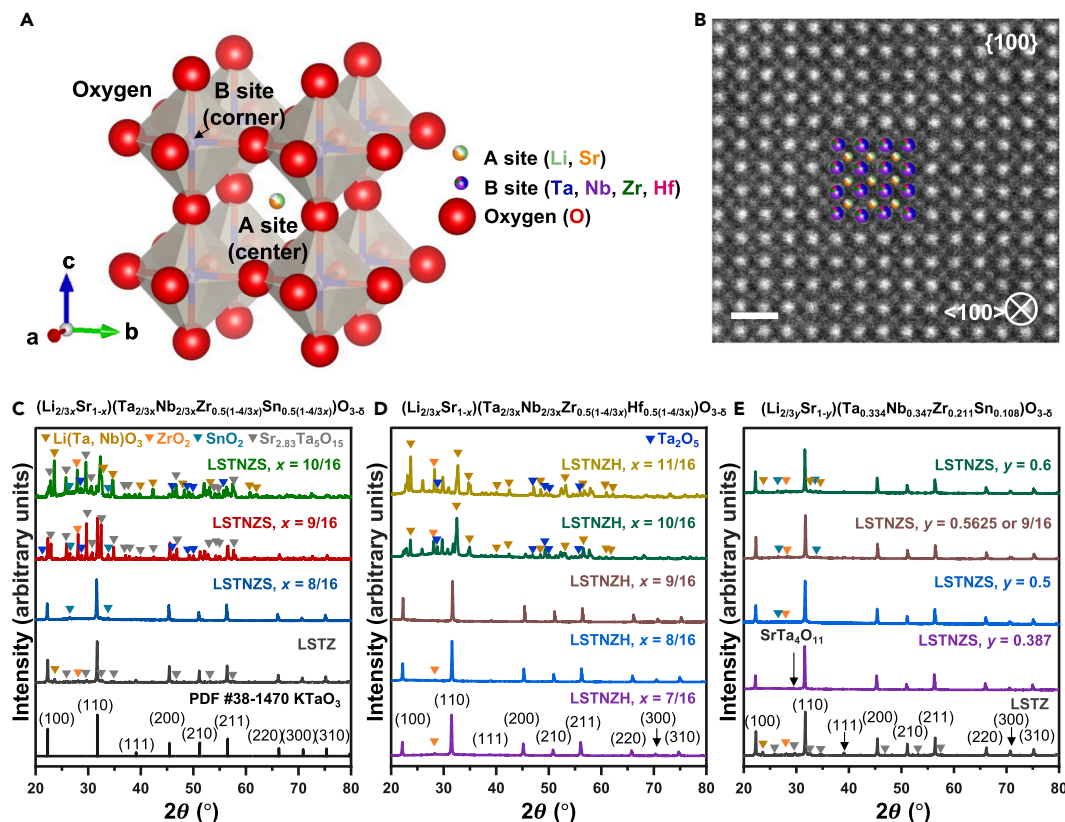 A
Oxygen
B site
(corner)
A site
(center)
c
a
b
A site (Li, Sr)
B site (Ta, Nb, Zr, Hf)
Oxygen (O)
B
{100}
<100>
C (Li2/3xSr1-x)(Ta2/3xNb2/3xZr0.5(1-4/3x)Sn0.5(1-4/3x))O3-δ
Li(Ta, Nb)O3 ZrO2 SnO2 Sr2.83Ta5O15
LSTNZS, x = 10/16
LSTNZS, x = 9/16
LSTNZS, x = 8/16
LSTZ
PDF #38-1470 KTaO3
(100) (110) (111) (200) (210) (211) (220) (300) (310)
Intensity (arbitrary units)
20 30 40 50 60 70 80
2θ (°)
D (Li2/3xSr1-x)(Ta2/3xNb2/3xZr0.5(1-4/3x)Hf0.5(1-4/3x))O3-δ
Ta2O5
LSTNZH, x = 11/16
LSTNZH, x = 10/16
LSTNZH, x = 9/16
LSTNZH, x = 8/16
LSTNZH, x = 7/16
(100) (110) (111) (200) (210) (211) (220) (300) (310)
Intensity (arbitrary units)
20 30 40 50 60 70 80
2θ (°)
E (Li2/3ySr1-y)(Ta0.334Nb0.347Zr0.211Sn0.108)O3-δ
LSTNZS, y = 0.6
LSTNZS, y = 0.5625 or 9/16
LSTNZS, y = 0.5
SrTa4O11
LSTNZS, y = 0.387
LSTZ
(100) (110) (111) (200) (210) (211) (220) (300) (310)
Intensity (arbitrary units)
20 30 40 50 60 70 80
2θ (°)